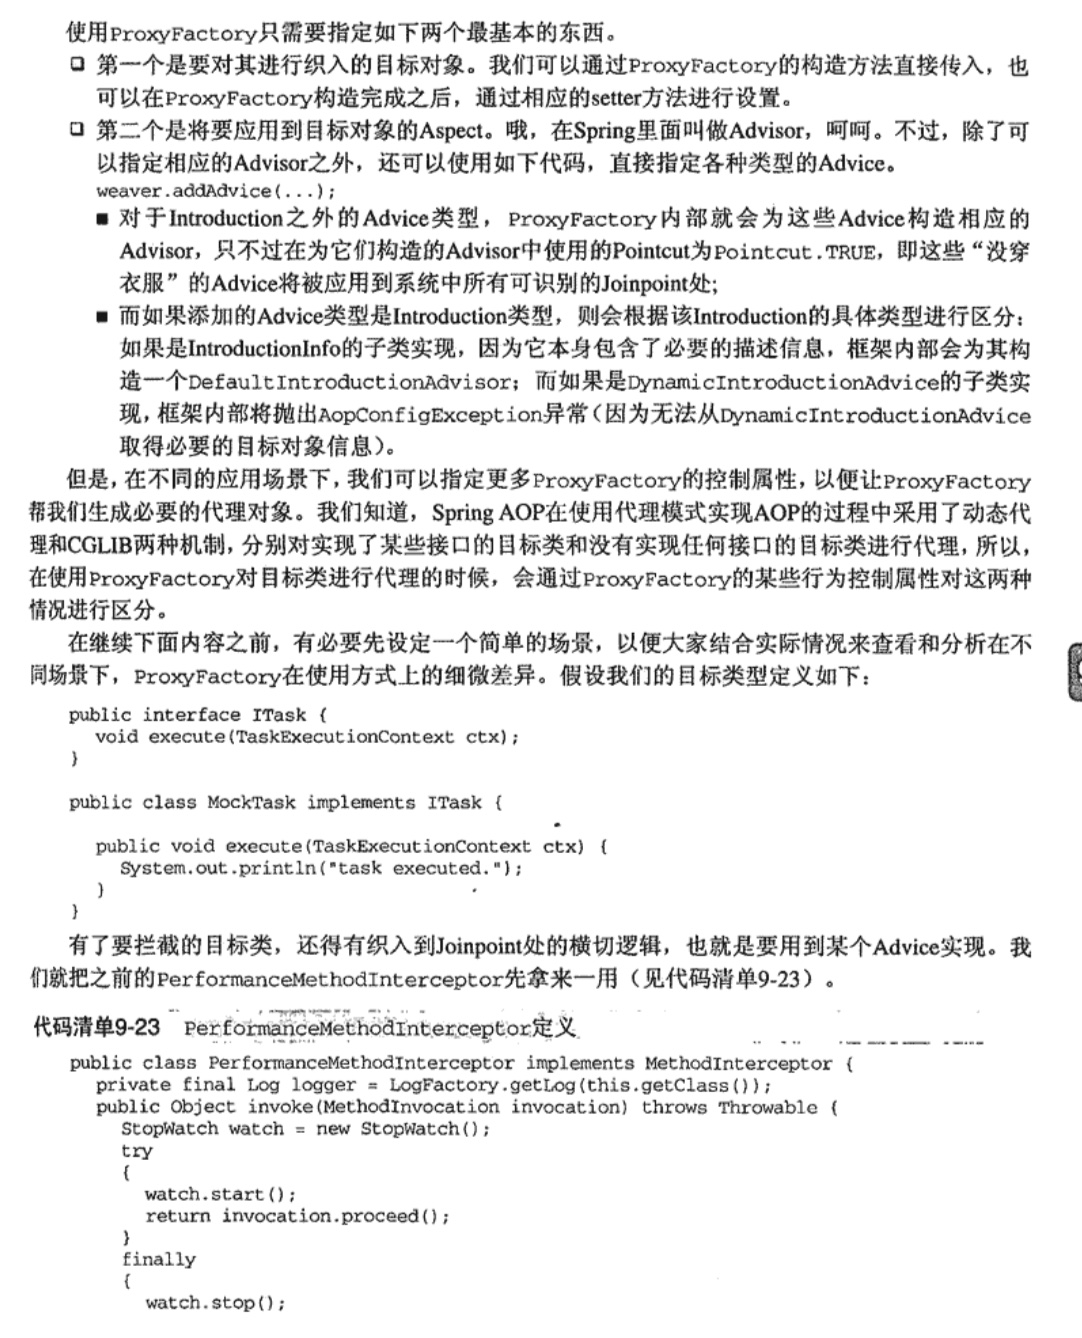 使用ProxyFactory只需要指定如下两个最基本的东西。
❑ 第一个是要对其进行织入的目标对象。我们可以通过ProxyFactory的构造方法直接传入，也
可以在ProxyFactory构造完成之后，通过相应的setter方法进行设置。
❑ 第二个是将要应用到目标对象的Aspect。哦，在Spring里面叫做Advisor，呵呵。不过，除了可
以指定相应的Advisor之外，还可以使用如下代码，直接指定各种类型的Advice。
weaver.addAdvice(...);
■ 对于Introduction之外的Advice类型，ProxyFactory内部就会为这些Advice构造相应的
Advisor，只不过在为它们构造的Advisor中使用的Pointcut为Pointcut.TRUE，即这些“没穿
衣服”的Advice将被应用到系统中所有可识别的Joinpoint处;
■ 而如果添加的Advice类型是Introduction类型，则会根据该Introduction的具体类型进行区分：
如果是IntroductionInfo的子类实现，因为它本身包含了必要的描述信息，框架内部会为其构
造一个DefaultIntroductionAdvisor；而如果是DynamicIntroductionAdvice的子类实
现，框架内部将抛出AopConfigException异常（因为无法从DynamicIntroductionAdvice
取得必要的目标对象信息）。
但是，在不同的应用场景下，我们可以指定更多ProxyFactory的控制属性，以便让ProxyFactory
帮我们生成必要的代理对象。我们知道，Spring AOP在使用代理模式实现AOP的过程中采用了动态代
理和CGLIB两种机制，分别对实现了某些接口的目标类和没有实现任何接口的目标类进行代理，所以，
在使用ProxyFactory对目标类进行代理的时候，会通过ProxyFactory的某些行为控制属性对这两种
情况进行区分。
在继续下面内容之前，有必要先设定一个简单的场景，以便大家结合实际情况来查看和分析在不
同场景下，ProxyFactory在使用方式上的细微差异。假设我们的目标类型定义如下：
public interface ITask {
void execute(TaskExecutionContext ctx);
}
public class MockTask implements ITask {
public void execute(TaskExecutionContext ctx) {
System.out.println("task executed.");
}
}
有了要拦截的目标类，还得有织入到Joinpoint处的横切逻辑，也就是要用到某个Advice实现。我
们就把之前的PerformanceMethodInterceptor先拿来一用（见代码清单9-23）。
代码清单9-23 PerformanceMethodInterceptor定义
public class PerformanceMethodInterceptor implements MethodInterceptor {
private final Log logger = LogFactory.getLog(this.getClass());
public Object invoke(MethodInvocation invocation) throws Throwable {
StopWatch watch = new StopWatch();
try
{
watch.start();
return invocation.proceed();
}
finally
{
watch.stop();